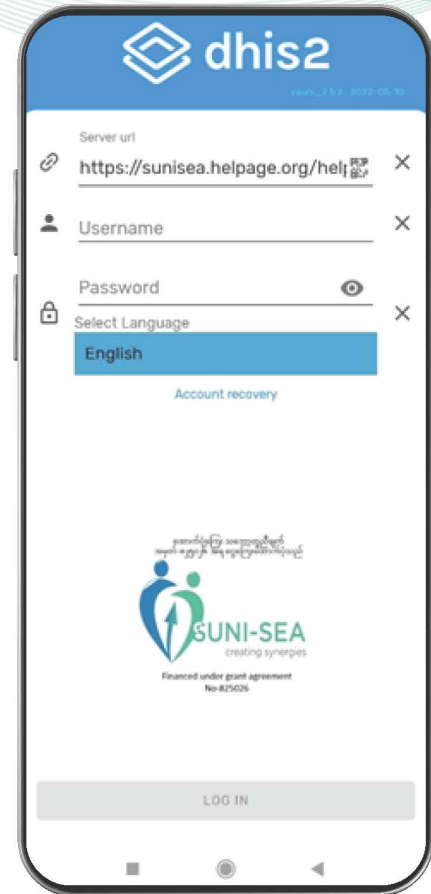 dhis2
Server url
https://sunisea.helpage.org/help
Username
Password
Select Language
English
Account recovery
SUNI-SEA
creating synergies
Financed under grant agreement
No-825026
LOG IN